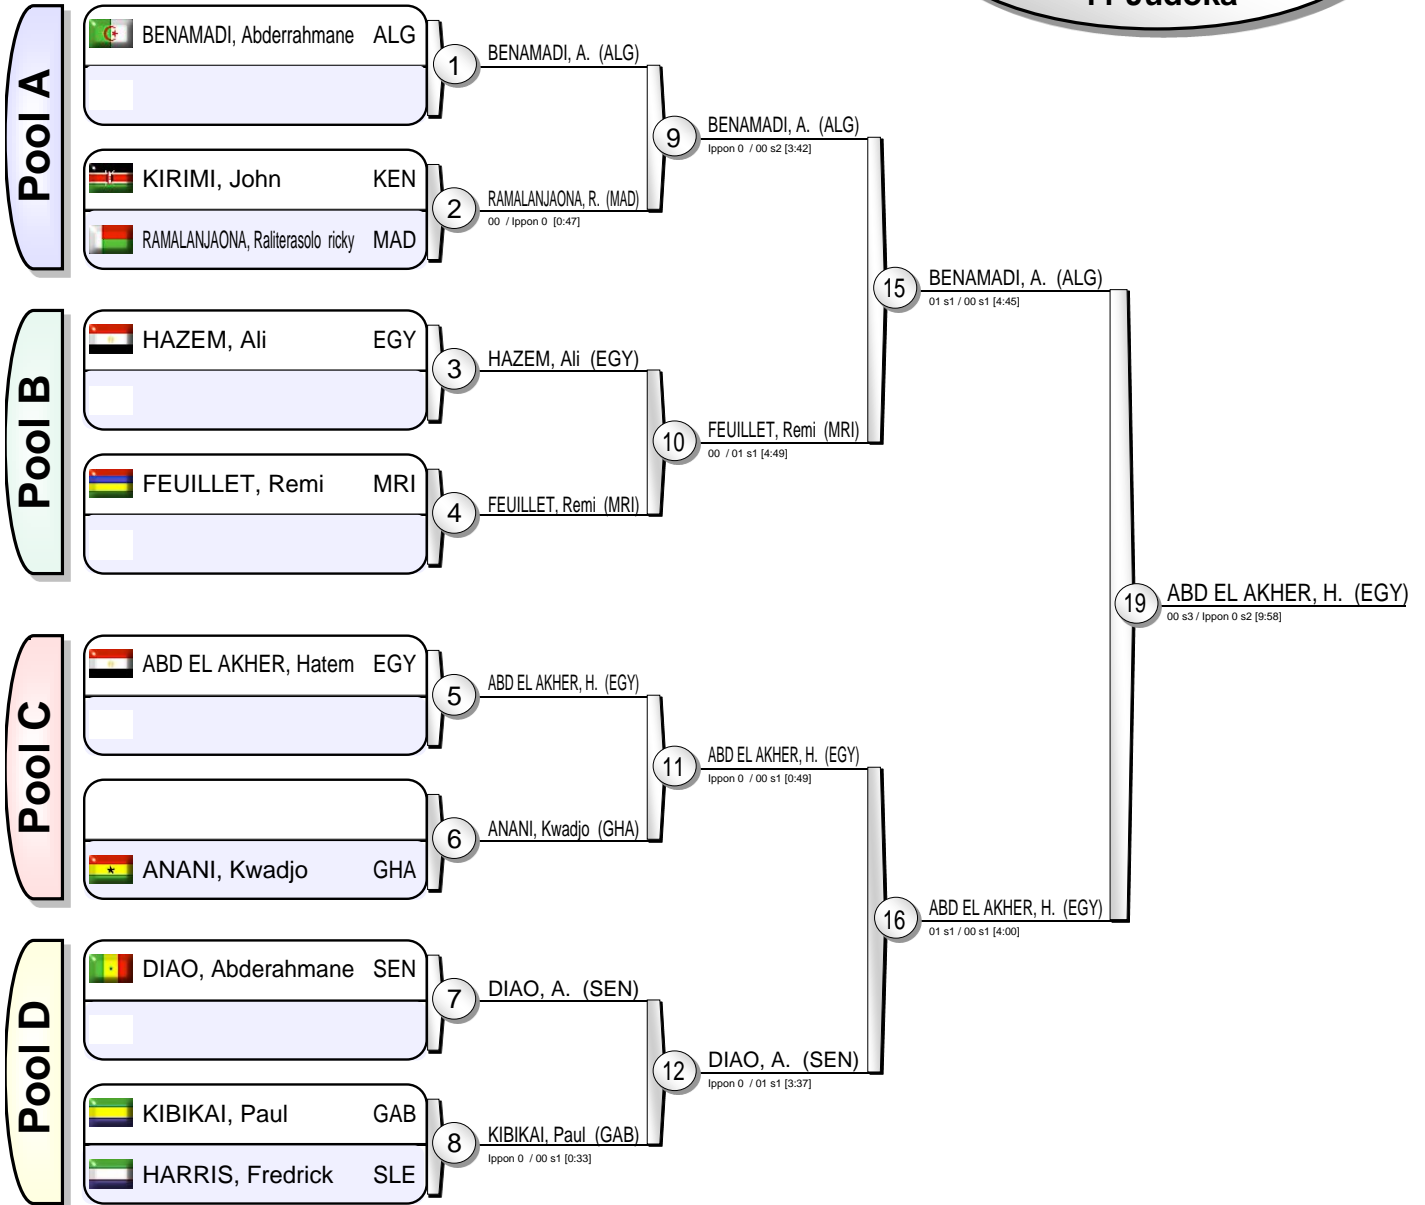 11 Judoka
Pool A
BENAMADI, Abderrahmane ALG
KIRIMI, John KEN
RAMALANJAONA, Raliterasolo ricky MAD
1
BENAMADI, A. (ALG)
2
RAMALANJAONA, R. (MAD)
00 / Ippon 0 [0:47]
9
BENAMADI, A. (ALG)
Ippon 0 / 00 s2 [3:42]
Pool B
HAZEM, Ali EGY
FEUILLET, Remi MRI
3
HAZEM, Ali (EGY)
4
FEUILLET, Remi (MRI)
10
FEUILLET, Remi (MRI)
00 / 01 s1 [4:49]
15
BENAMADI, A. (ALG)
01 s1 / 00 s1 [4:45]
Pool C
ABD EL AKHER, Hatem EGY
ANANI, Kwadjo GHA
5
ABD EL AKHER, H. (EGY)
6
ANANI, Kwadjo (GHA)
11
ABD EL AKHER, H. (EGY)
Ippon 0 / 00 s1 [0:49]
Pool D
DIAO, Abderahmane SEN
KIBIKAI, Paul GAB
HARRIS, Fredrick SLE
7
DIAO, A. (SEN)
8
KIBIKAI, Paul (GAB)
Ippon 0 / 00 s1 [0:33]
12
DIAO, A. (SEN)
Ippon 0 / 01 s1 [3:37]
16
ABD EL AKHER, H. (EGY)
01 s1 / 00 s1 [4:00]
19
ABD EL AKHER, H. (EGY)
00 s3 / Ippon 0 s2 [9:58]